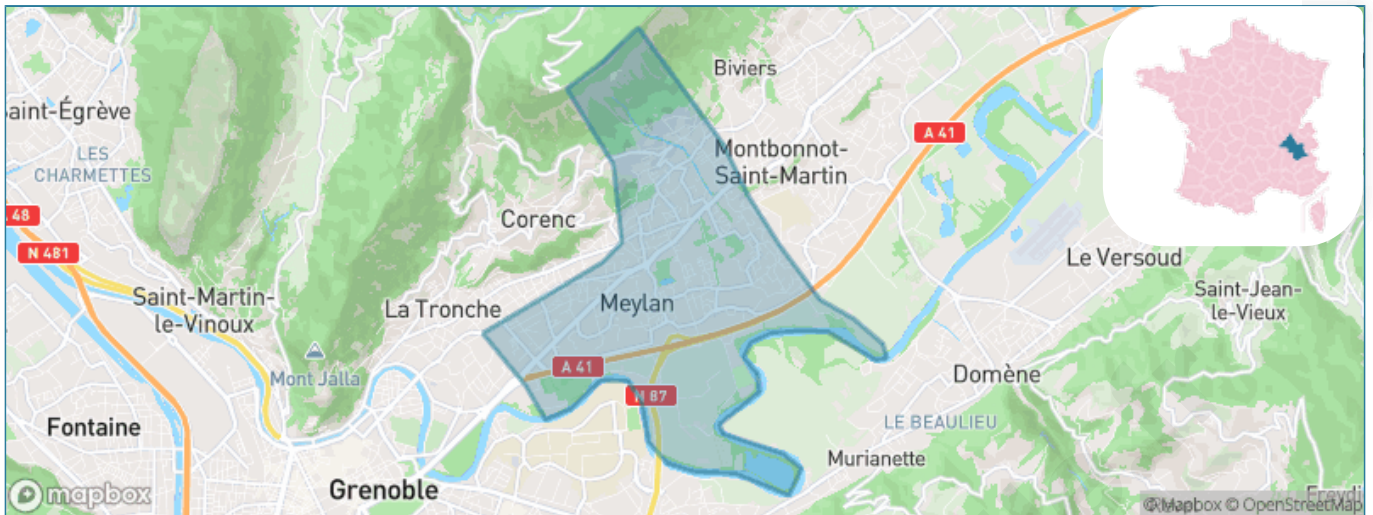 Biviers
Saint-Égrève
LES
CHARMETTES
A 41
Montbonnot-
Saint-Martin
48
N 481
Corenc
Le Versoud
Saint-Martin-
le-Vinoux
La Tronche
Meylan
Saint-Jean-
le-Vieux
Mont Jalla
A 41
Domène
N 87
Fontaine
LE BEAULIEU
Murianette
Grenoble
mapbox
© Mapbox © OpenStreetMap